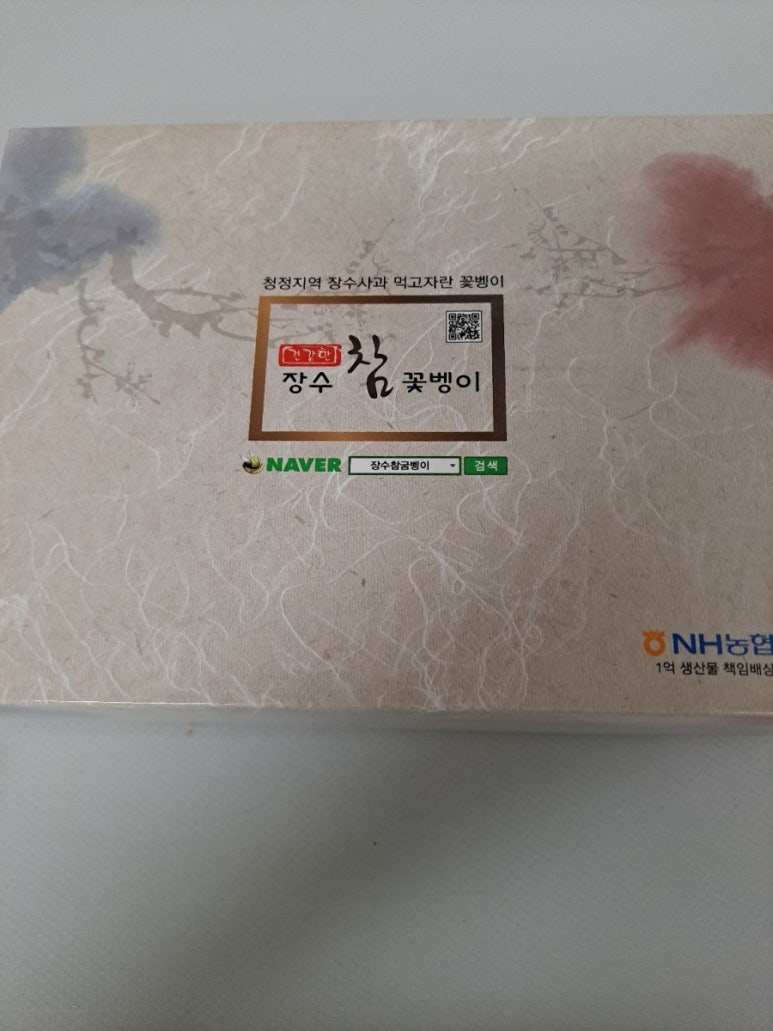 청정지역 장수사과 먹고자란 꽃벵이
건강한
장수 참 꽃벵이
NAVER 장수참굼벵이 검색
NH농협
1억 생산물 책임배상